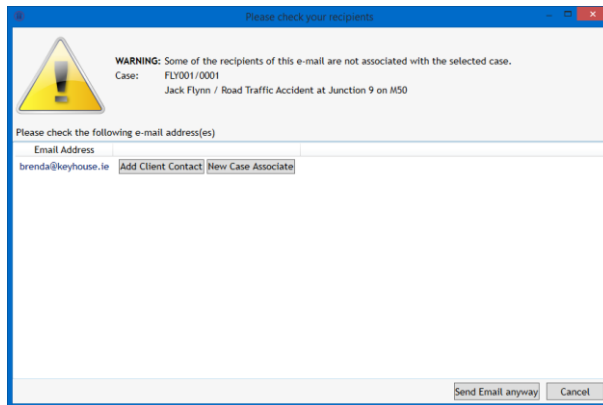 Please check your recipients
WARNING: Some of the recipients of this e-mail are not associated with the selected case.
Case: FLY001/0001
Jack Flynn / Road Traffic Accident at Junction 9 on M50
Please check the following e-mail address(es)
Email Address
brenda@keyhouse.ie Add Client Contact New Case Associate
Send Email anyway Cancel